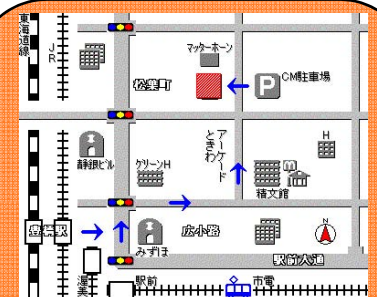 東海道線
JR
マッターホーン
松葉町
P
CM駐車場
静銀ビル
グリーンH
アーケード
ときわ
H
m
精文館
豊橋駅
みずほ
広小路
駅前大通
渥美
駅前
市電